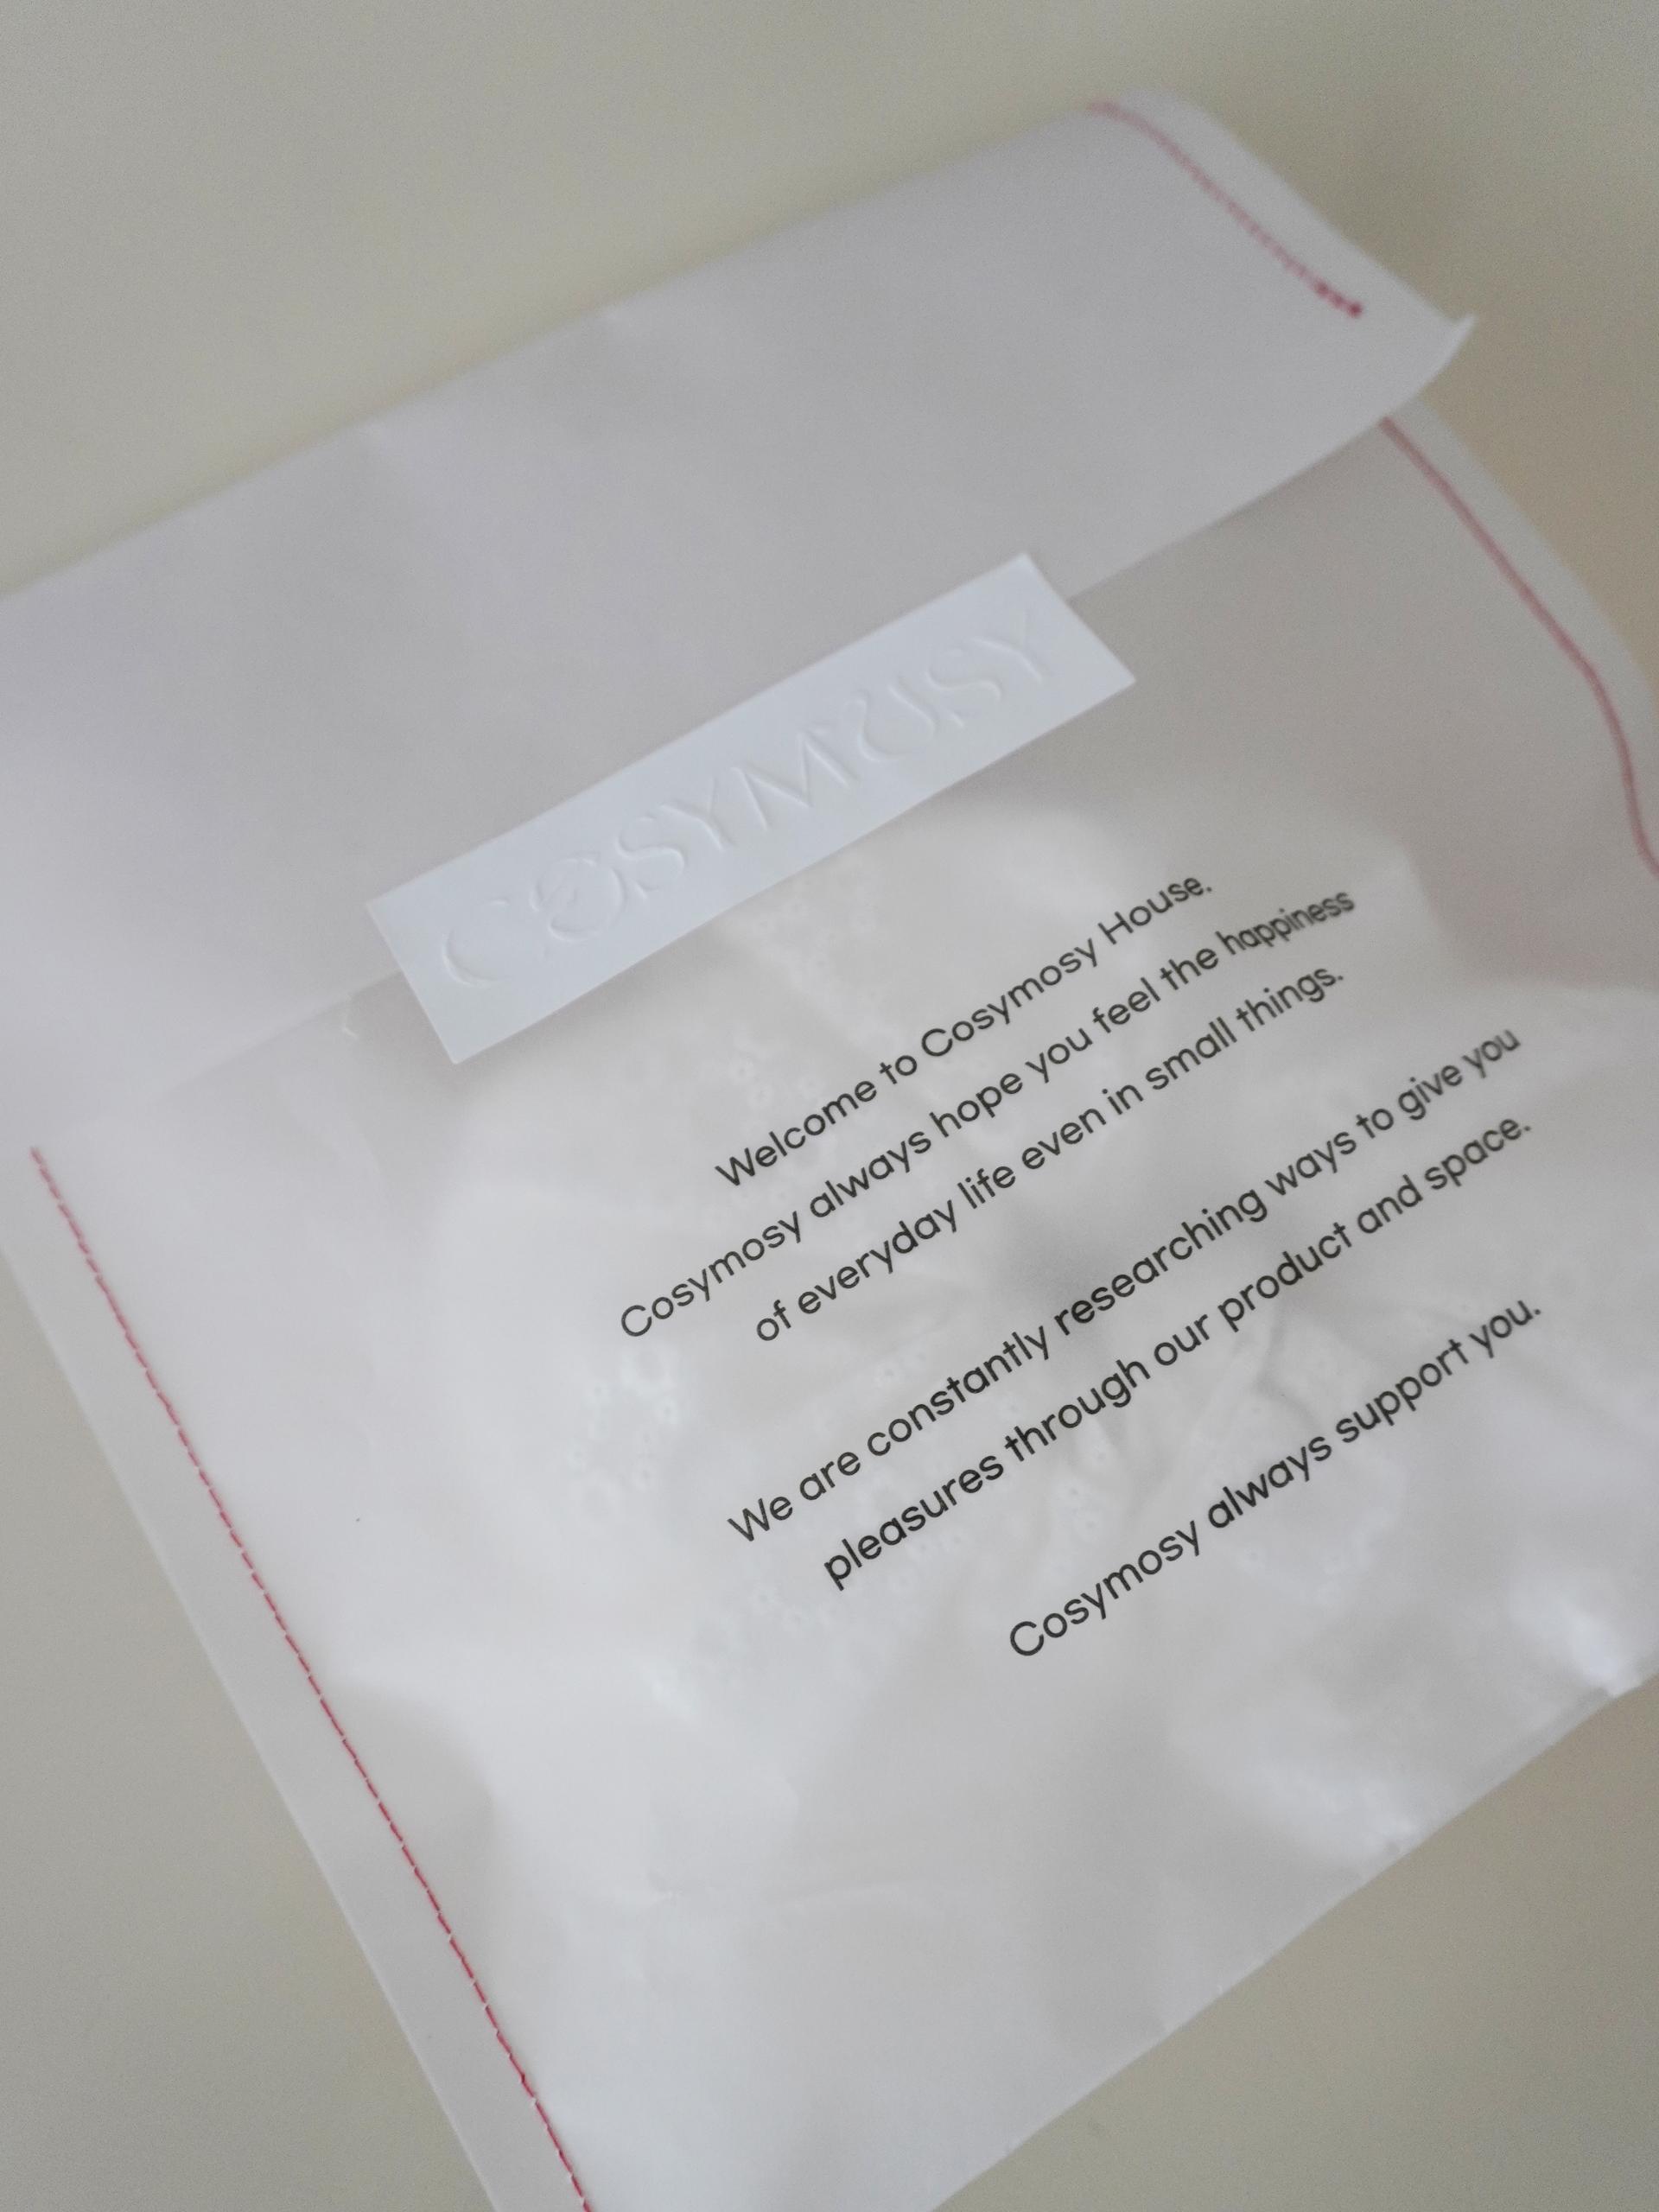 COSYMOSY
Welcome to Cosymosy House.
Cosymosy always hope you feel the happiness
of everyday life even in small things.
We are constantly researching ways to give you
pleasures through our product and space.
Cosymosy always support you.